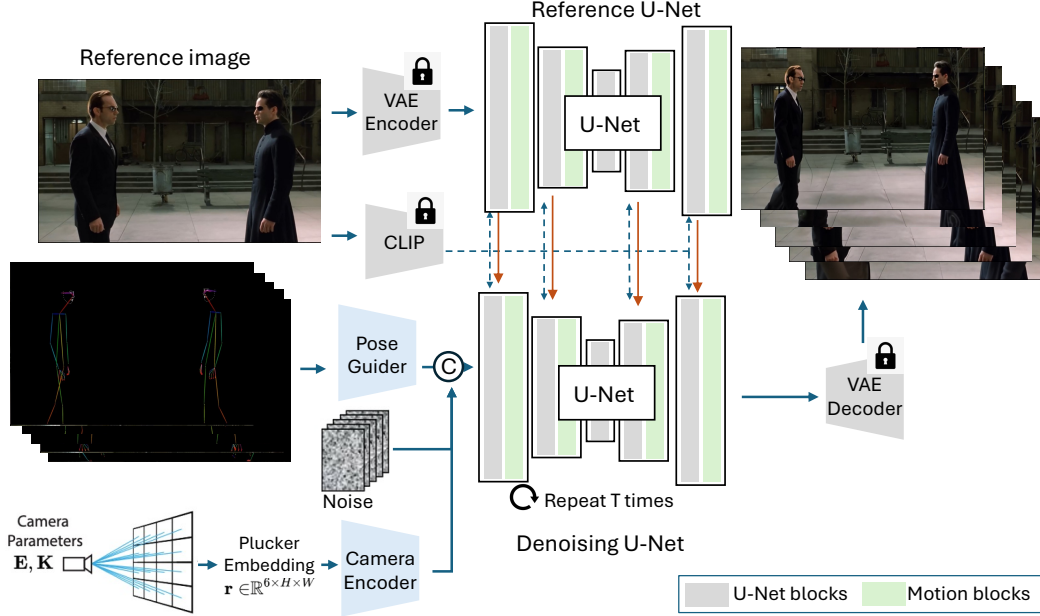 Reference U-Net
Reference image
VAE
Encoder
U-Net
CLIP
Pose
Guider
C
U-Net
VAE
Decoder
Noise
Repeat T times
Camera
Parameters
E, K
Plucker
Embedding
r ∈ℝ^{6×H×W}
Camera
Encoder
Denoising U-Net
U-Net blocks
Motion blocks